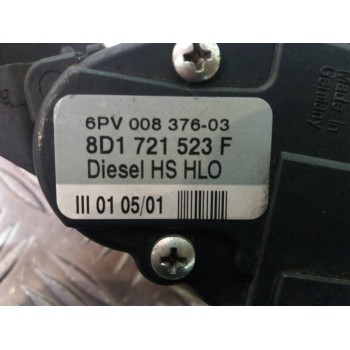 Made in
Germany
6PV 008 376-03
8D1 721 523 F
Diesel HS HLO
III 01 05/01